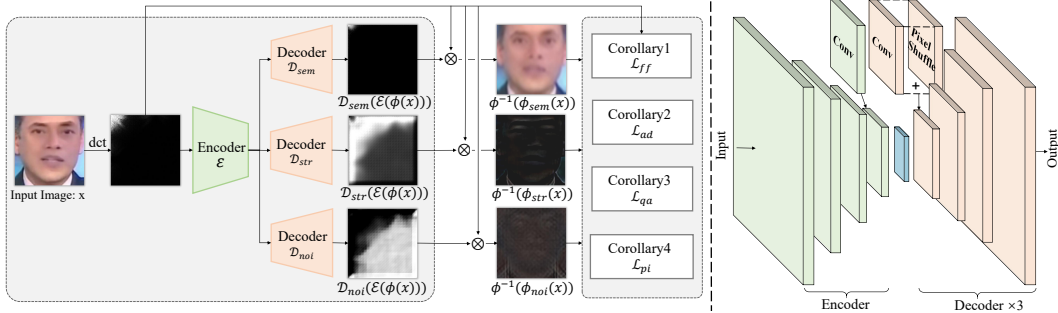 Input Image: x
dct
Encoder
ℰ
Decoder
𝒟_sem
𝒟_sem(ℰ(ϕ(x)))
Decoder
𝒟_str
𝒟_str(ℰ(ϕ(x)))
Decoder
𝒟_noi
𝒟_noi(ℰ(ϕ(x)))
ϕ⁻¹(ϕ_sem(x))
ϕ⁻¹(ϕ_str(x))
ϕ⁻¹(ϕ_noi(x))
Corollary1
ℒ_ff
Corollary2
ℒ_ad
Corollary3
ℒ_qa
Corollary4
ℒ_pi
Input
Conv
Conv
Pixel
Shuffle
+
Output
Encoder
Decoder ×3